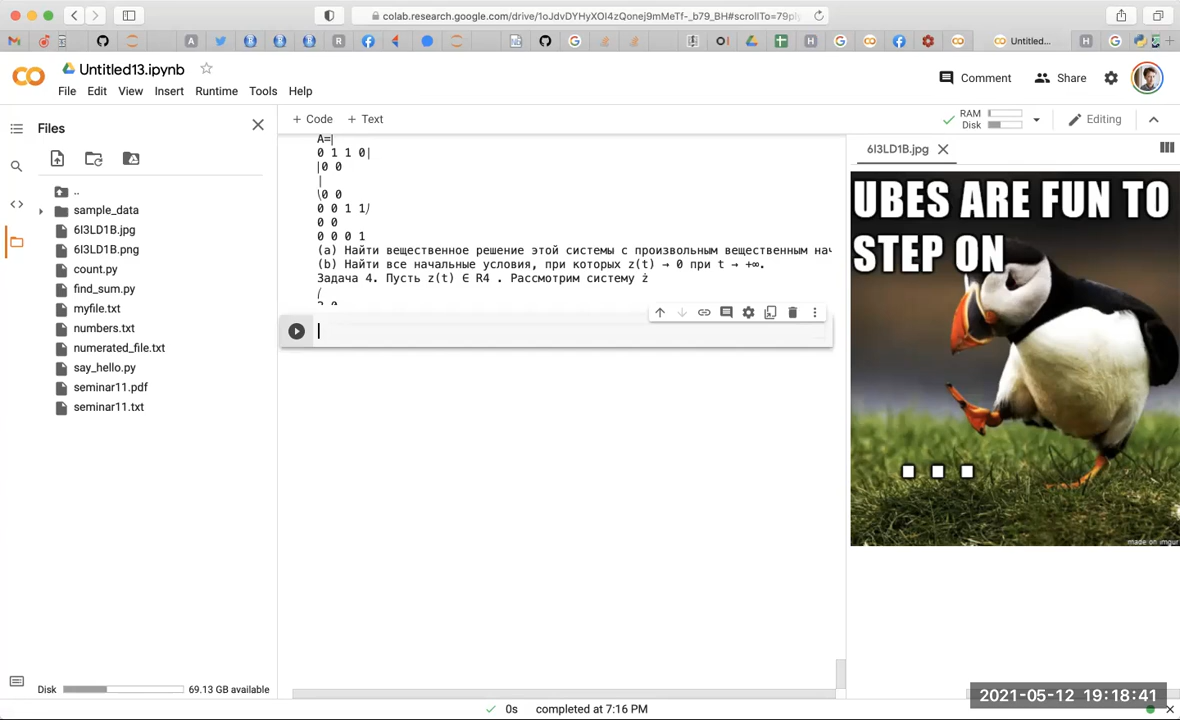 colab.research.google.com/drive/1oJdvDYHyXOI4zQonej9mMeTf-_b79_BH#scrollTo=79ply
Untitled...
Untitled13.ipynb
Comment
Share
File Edit View Insert Runtime Tools Help
Files
+ Code + Text
RAM
Disk
Editing
..
sample_data
6I3LD1B.jpg
6I3LD1B.png
count.py
find_sum.py
myfile.txt
numbers.txt
numerated_file.txt
say_hello.py
seminar11.pdf
seminar11.txt
Disk
69.13 GB available
A=|
0 1 1 0|
|0 0
|
\0 0
0 0 1 1/
0 0
0 0 0 1
(a) Найти вещественное решение этой системы с произвольным вещественным нач
(b) Найти все начальные условия, при которых z(t) → 0 при t → +∞.
Задача 4. Пусть z(t) ∈ R4 . Рассмотрим систему ż
6I3LD1B.jpg
UBES ARE FUN TO
STEP ON
made on imgur
0s completed at 7:16 PM
2021-05-12 19:18:41